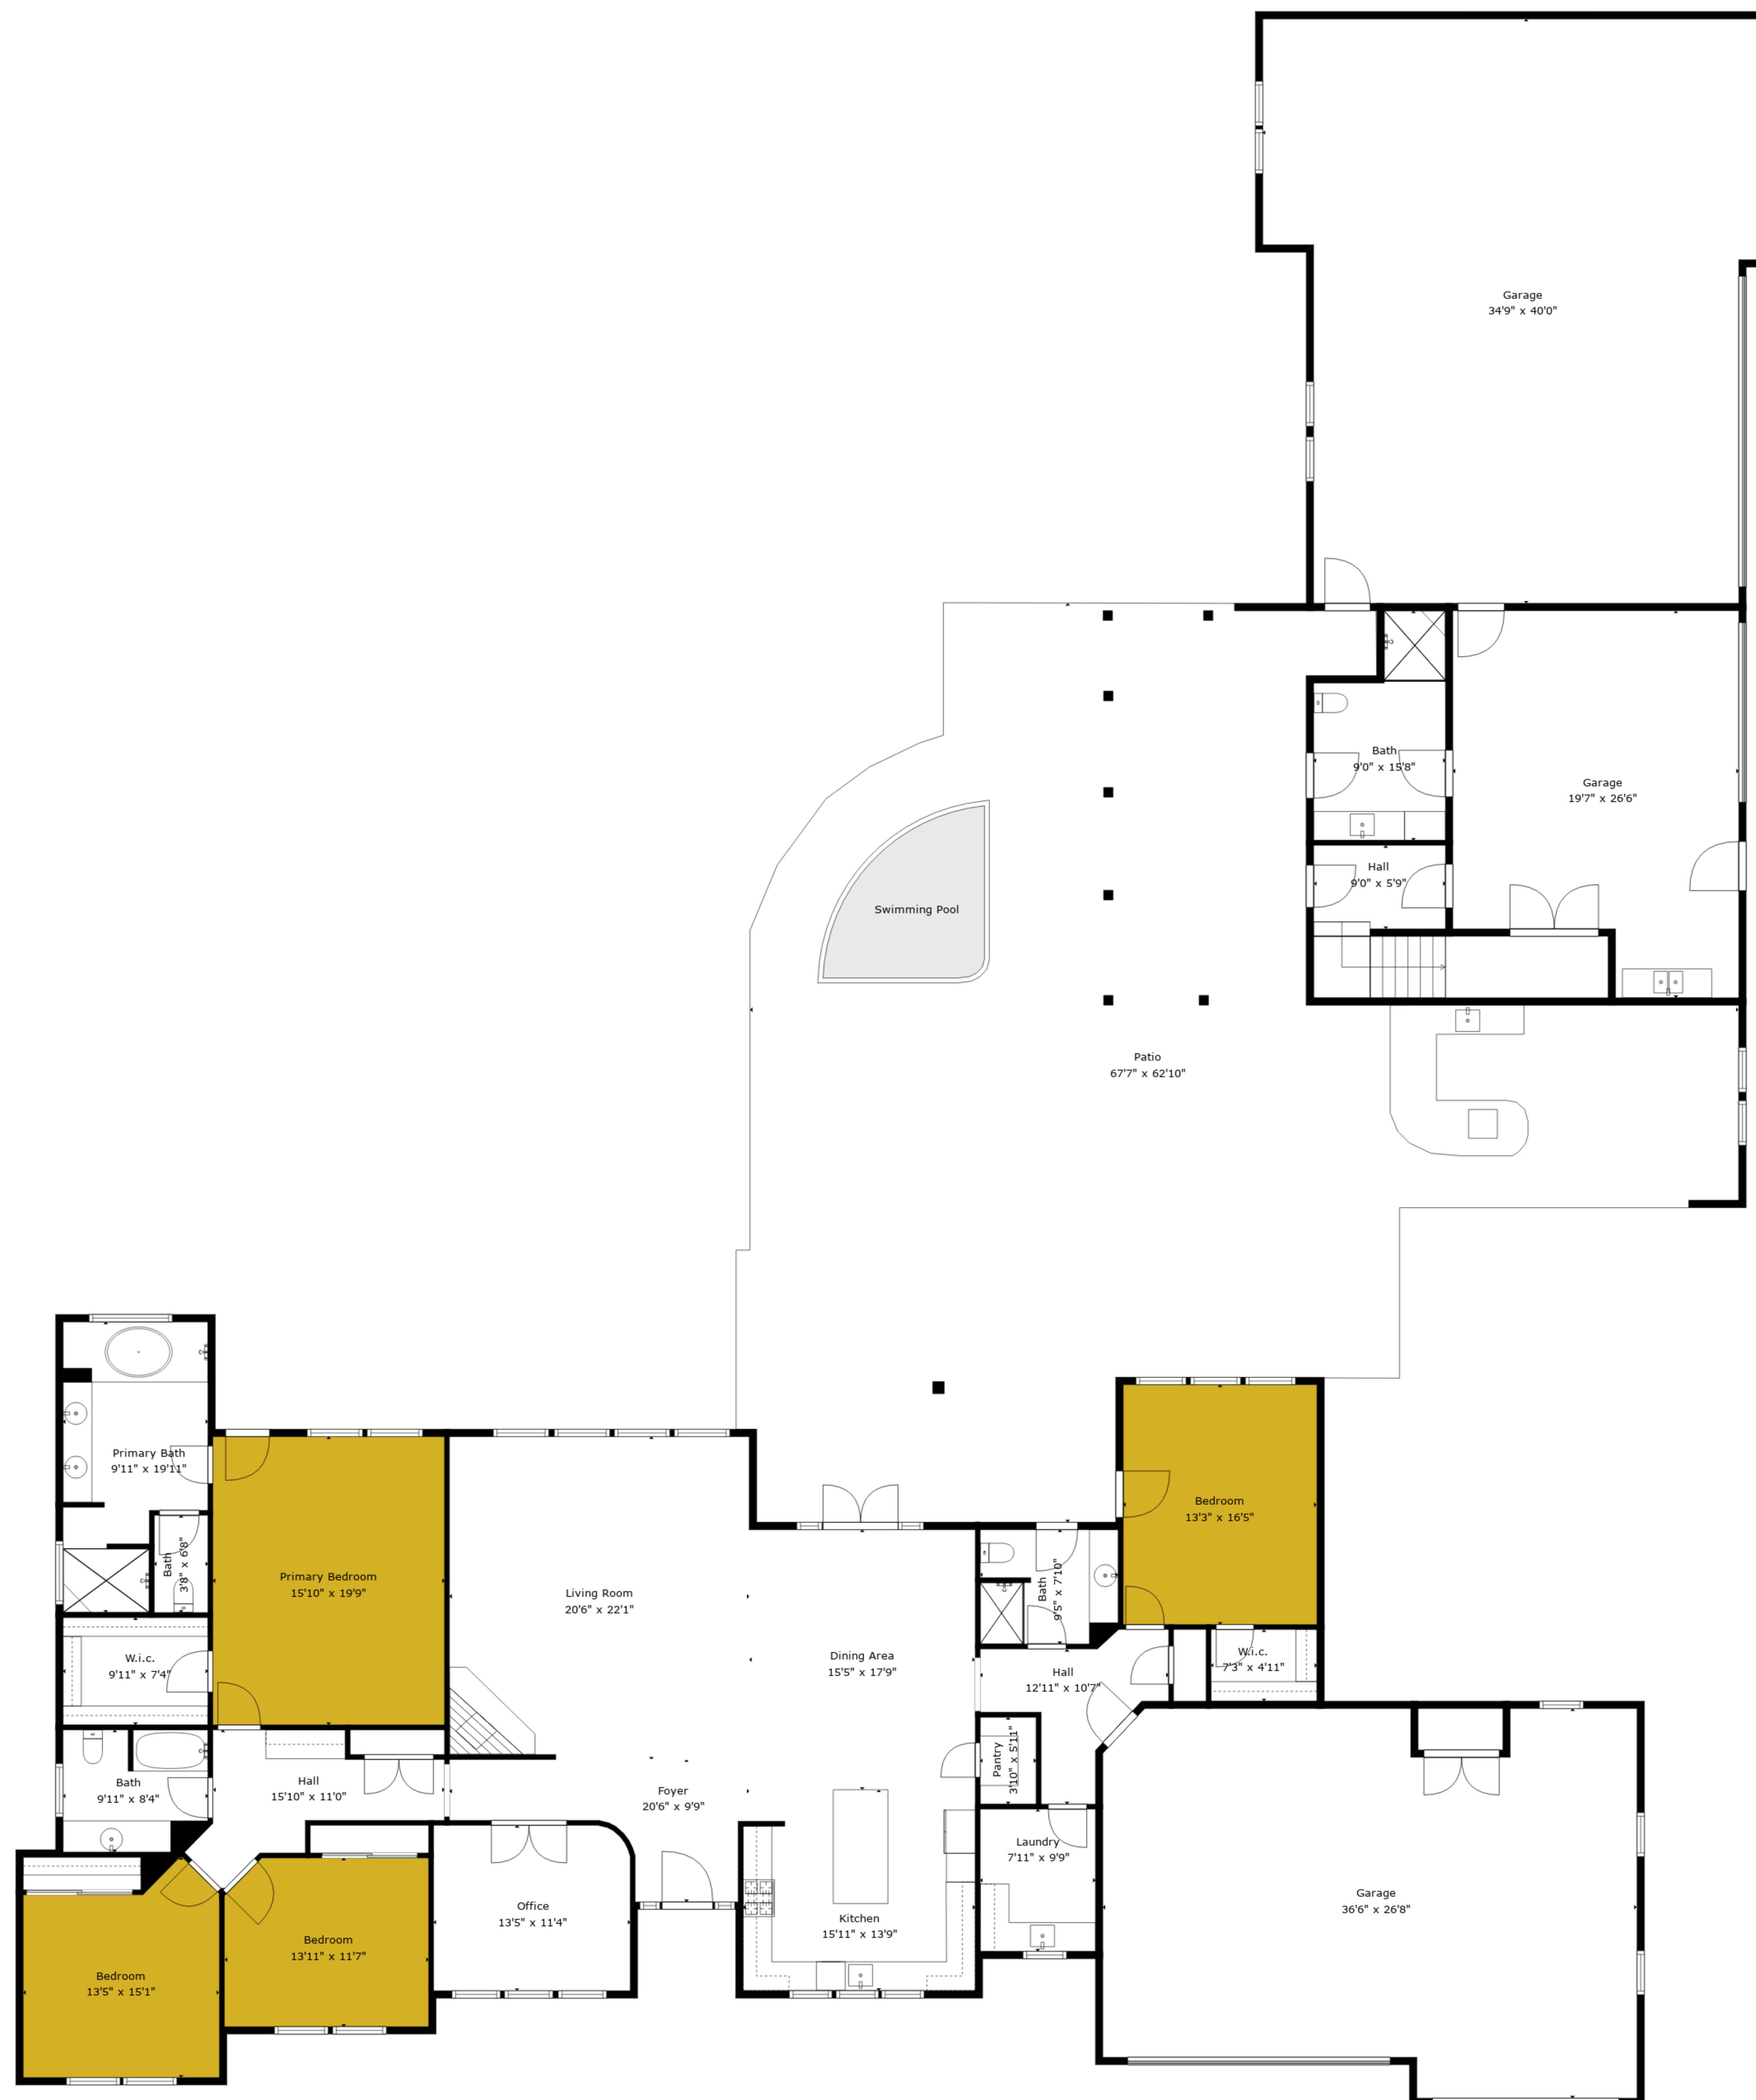 Garage
34'9" x 40'0"
Bath
9'0" x 15'8"
Garage
19'7" x 26'6"
Hall
9'0" x 5'9"
Swimming Pool
Patio
67'7" x 62'10"
Primary Bath
9'11" x 19'11"
Bath
3'8" x 6'8"
Primary Bedroom
15'10" x 19'9"
Living Room
20'6" x 22'1"
Bedroom
13'3" x 16'5"
Bath
9'5" x 7'10"
W.i.c.
9'11" x 7'4"
Dining Area
15'5" x 17'9"
Hall
12'11" x 10'7"
W.i.c.
7'3" x 4'11"
Pantry
3'10" x 5'11"
Bath
9'11" x 8'4"
Hall
15'10" x 11'0"
Foyer
20'6" x 9'9"
Laundry
7'11" x 9'9"
Garage
36'6" x 26'8"
Office
13'5" x 11'4"
Kitchen
15'11" x 13'9"
Bedroom
13'11" x 11'7"
Bedroom
13'5" x 15'1"